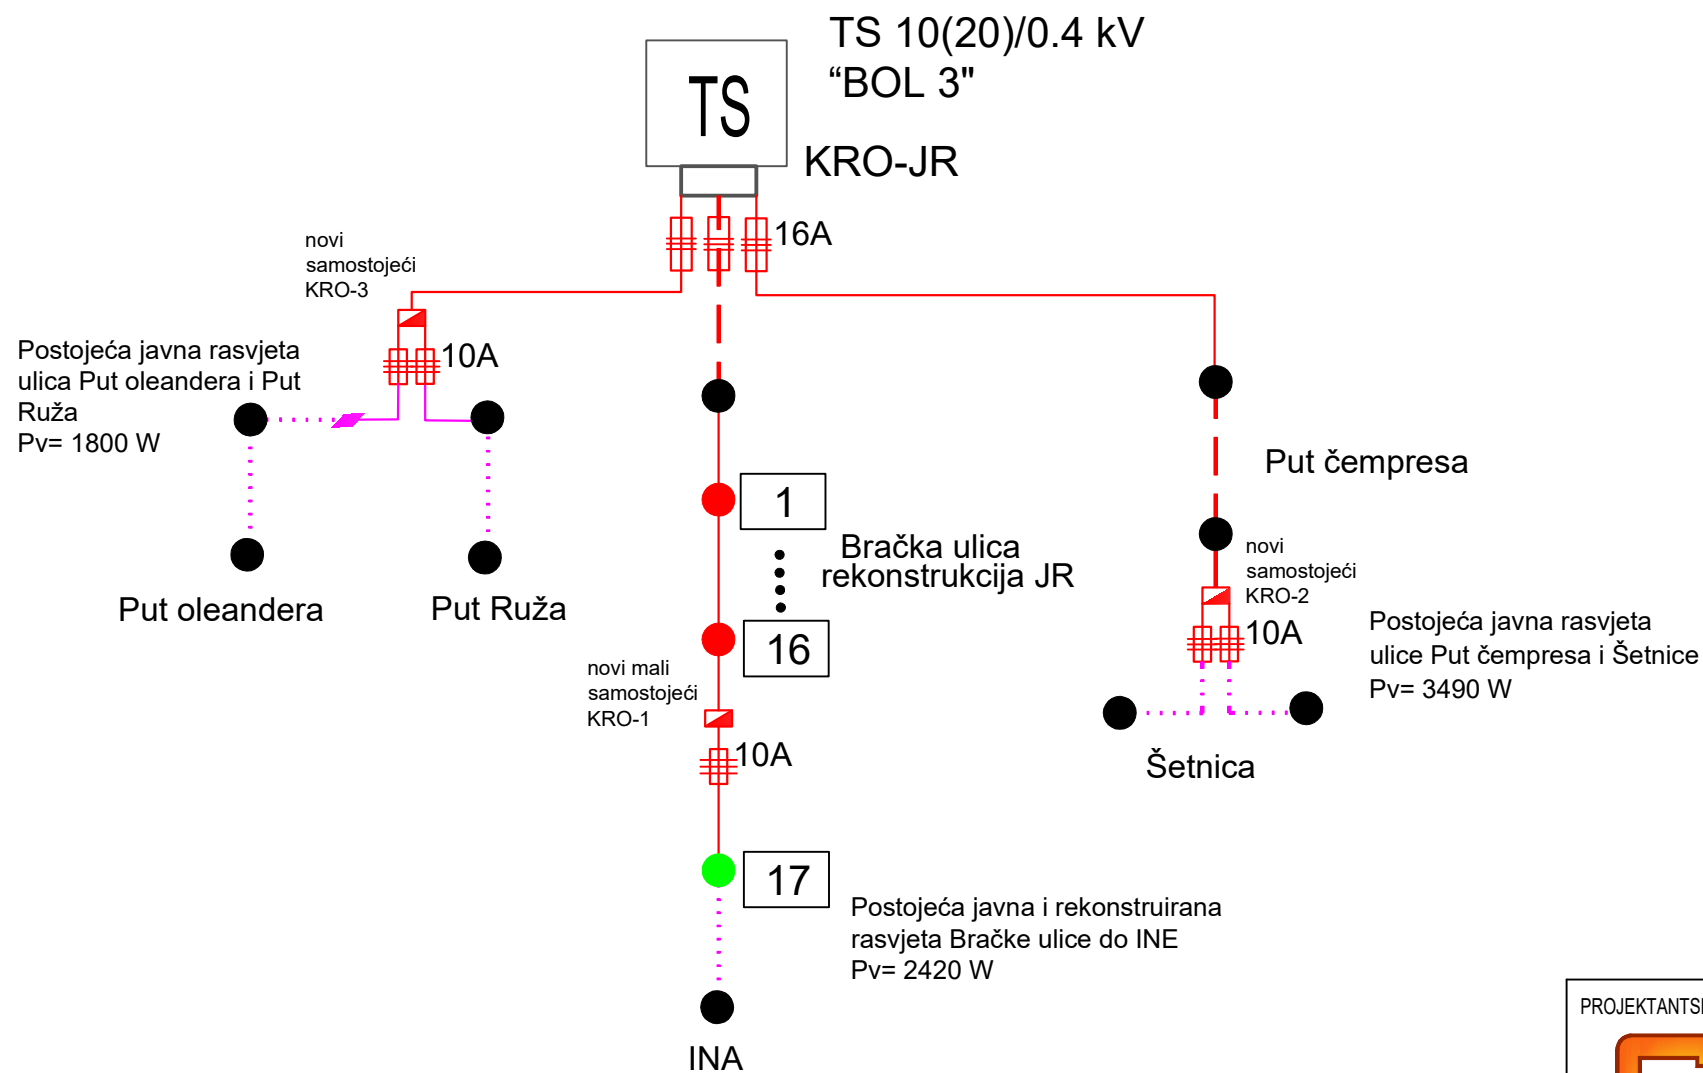 TS 10(20)/0.4 kV
“BOL 3"
TS
KRO-JR
16A
novi
samostojeći
KRO-3
10A
Postojeća javna rasvjeta
ulica Put oleandera i Put
Ruža
Pv= 1800 W
Put oleandera
Put Ruža
1
Bračka ulica
rekonstrukcija JR
16
novi mali
samostojeći
KRO-1
10A
17
Postojeća javna i rekonstruirana
rasvjeta Bračke ulice do INE
Pv= 2420 W
INA
Put čempresa
novi
samostojeći
KRO-2
10A
Postojeća javna rasvjeta
ulice Put čempresa i Šetnice
Pv= 3490 W
Šetnica